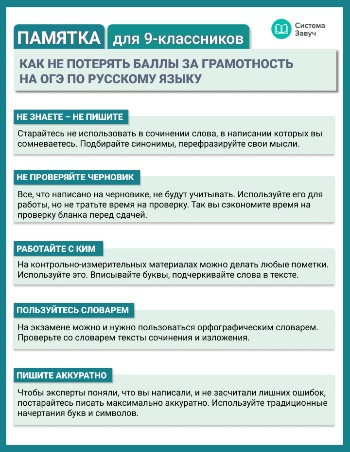 ПАМЯТКА для 9-классников
Система
Завуч
КАК НЕ ПОТЕРЯТЬ БАЛЛЫ ЗА ГРАМОТНОСТЬ
НА ОГЭ ПО РУССКОМУ ЯЗЫКУ
НЕ ЗНАЕТЕ – НЕ ПИШИТЕ
Старайтесь не использовать в сочинении слова, в написании которых вы
сомневаетесь. Подбирайте синонимы, перефразируйте свои мысли.
НЕ ПРОВЕРЯЙТЕ ЧЕРНОВИК
Все, что написано на черновике, не будут учитывать. Используйте его для
работы, но не тратьте время на проверку. Так вы сэкономите время на
проверку бланка перед сдачей.
РАБОТАЙТЕ С КИМ
На контрольно-измерительных материалах можно делать любые пометки.
Используйте это. Вписывайте буквы, подчеркивайте слова в тексте.
ПОЛЬЗУЙТЕСЬ СЛОВАРЕМ
На экзамене можно и нужно пользоваться орфографическим словарем.
Проверьте со словарем тексты сочинения и изложения.
ПИШИТЕ АККУРАТНО
Чтобы эксперты поняли, что вы написали, и не засчитали лишних ошибок,
постарайтесь писать максимально аккуратно. Используйте традиционные
начертания букв и символов.